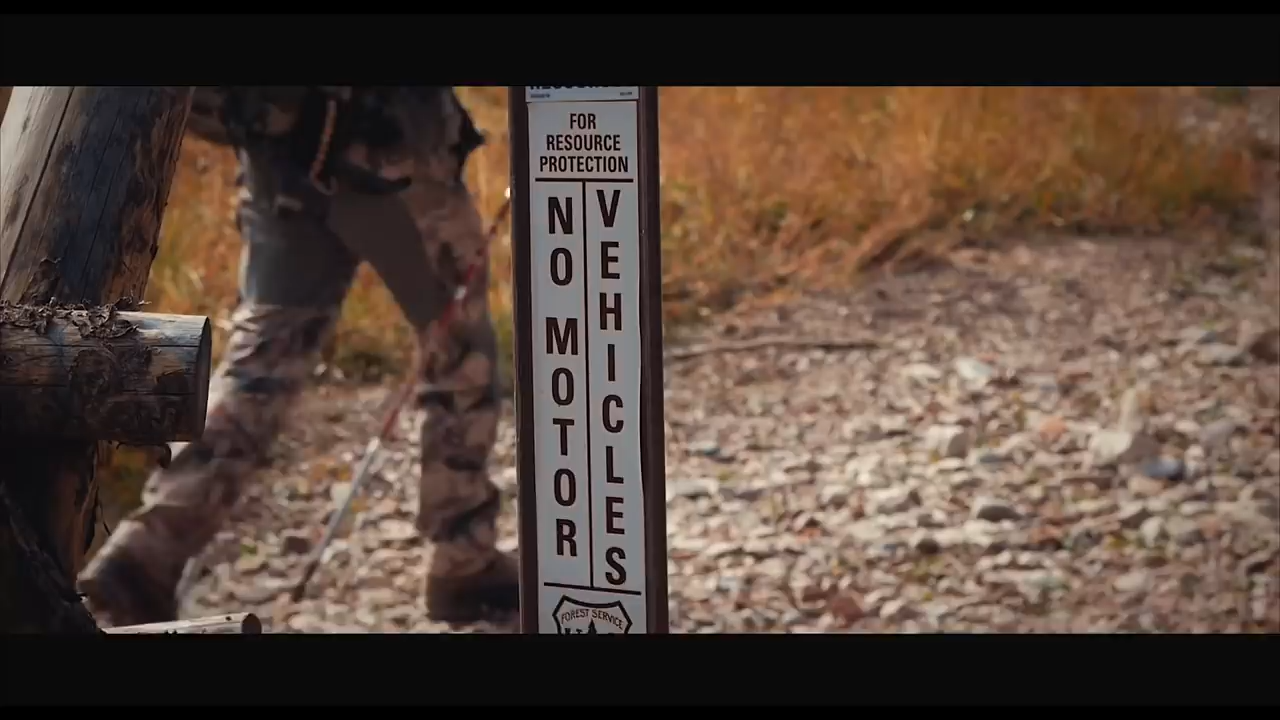 FOR
RESOURCE
PROTECTION
NO MOTOR
VEHICLES
FOREST SERVICE